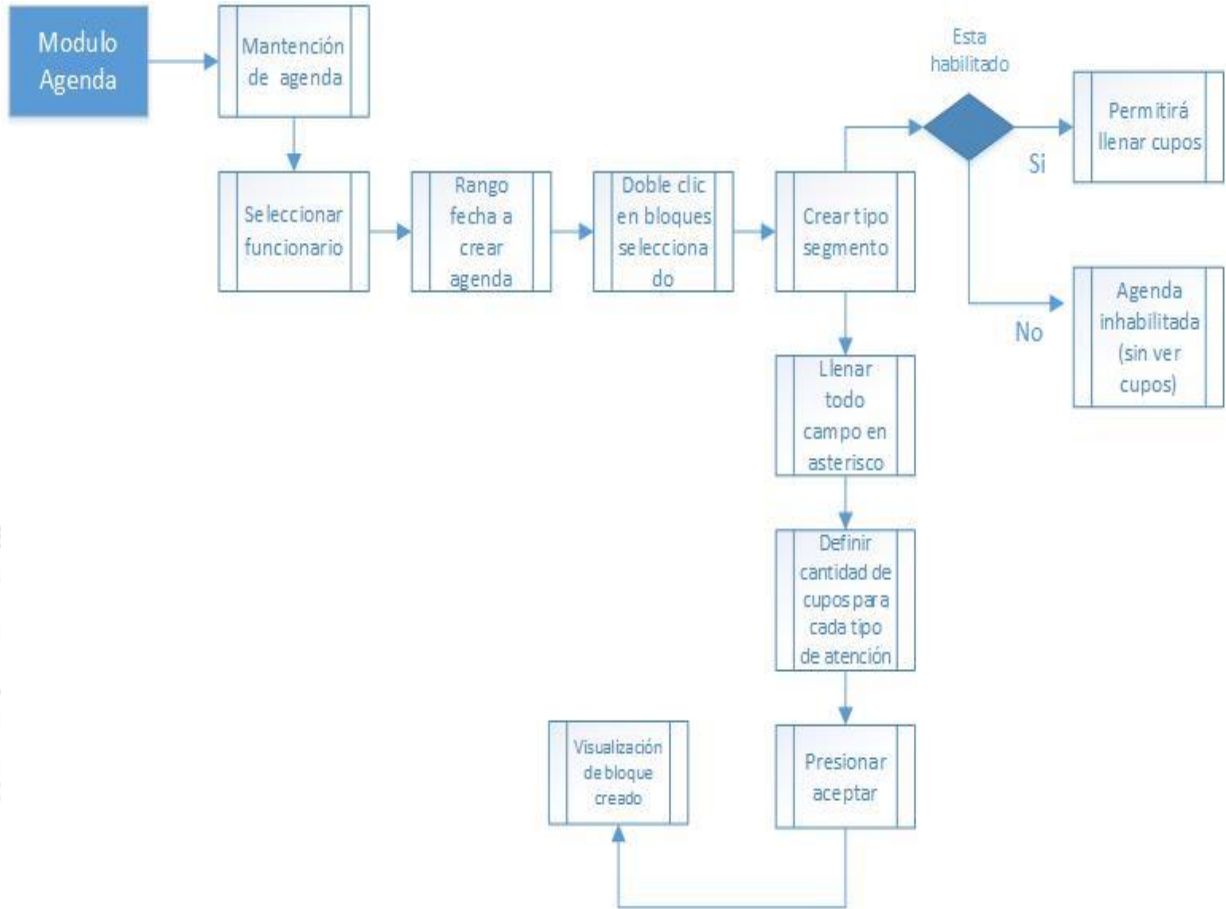 Modulo
Agenda
Mantención
de agenda
Esta
habilitado
Permitirá
llenar cupos
Si
Seleccionar
funcionario
Rango
fecha a
crear
agenda
Doble clic
en bloques
selecciona
do
Crear tipo
segmento
No
Agenda
inhabilitada
(sin ver
cupos)
Llenar
todo
campo en
asterisco
Definir
cantidad de
cupos para
cada tipo
de atención
Presionar
aceptar
Visualización
de bloque
creado